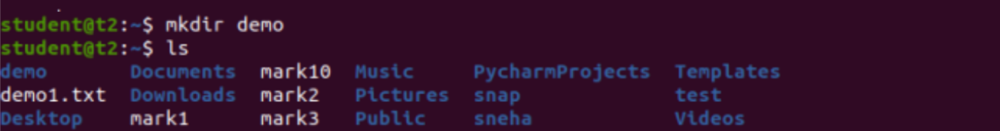 student@t2:~$ mkdir demo
student@t2:~$ ls
demo Documents mark10 Music PycharmProjects Templates
demo1.txt Downloads mark2 Pictures snap test
Desktop mark1 mark3 Public sneha Videos